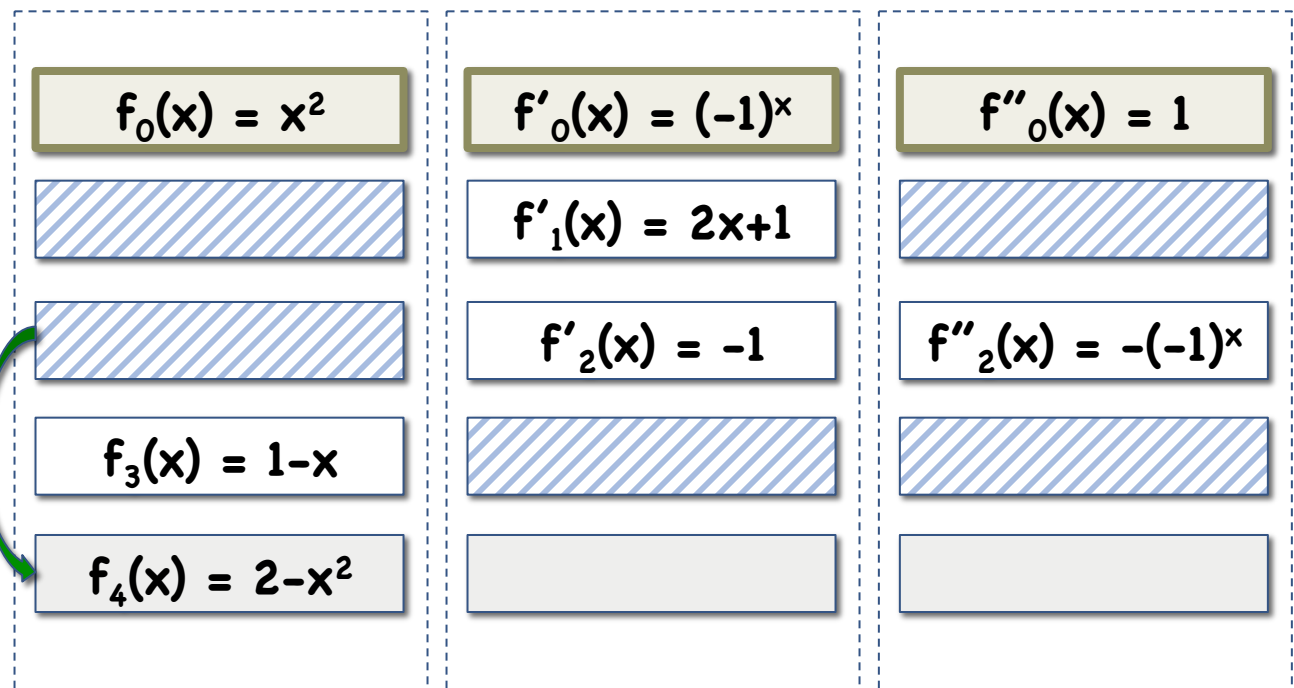 f₀(x) = x²
f′₀(x) = (-1)ˣ
f″₀(x) = 1
f′₁(x) = 2x+1
f′₂(x) = -1
f″₂(x) = -(-1)ˣ
f₃(x) = 1-x
f₄(x) = 2-x²